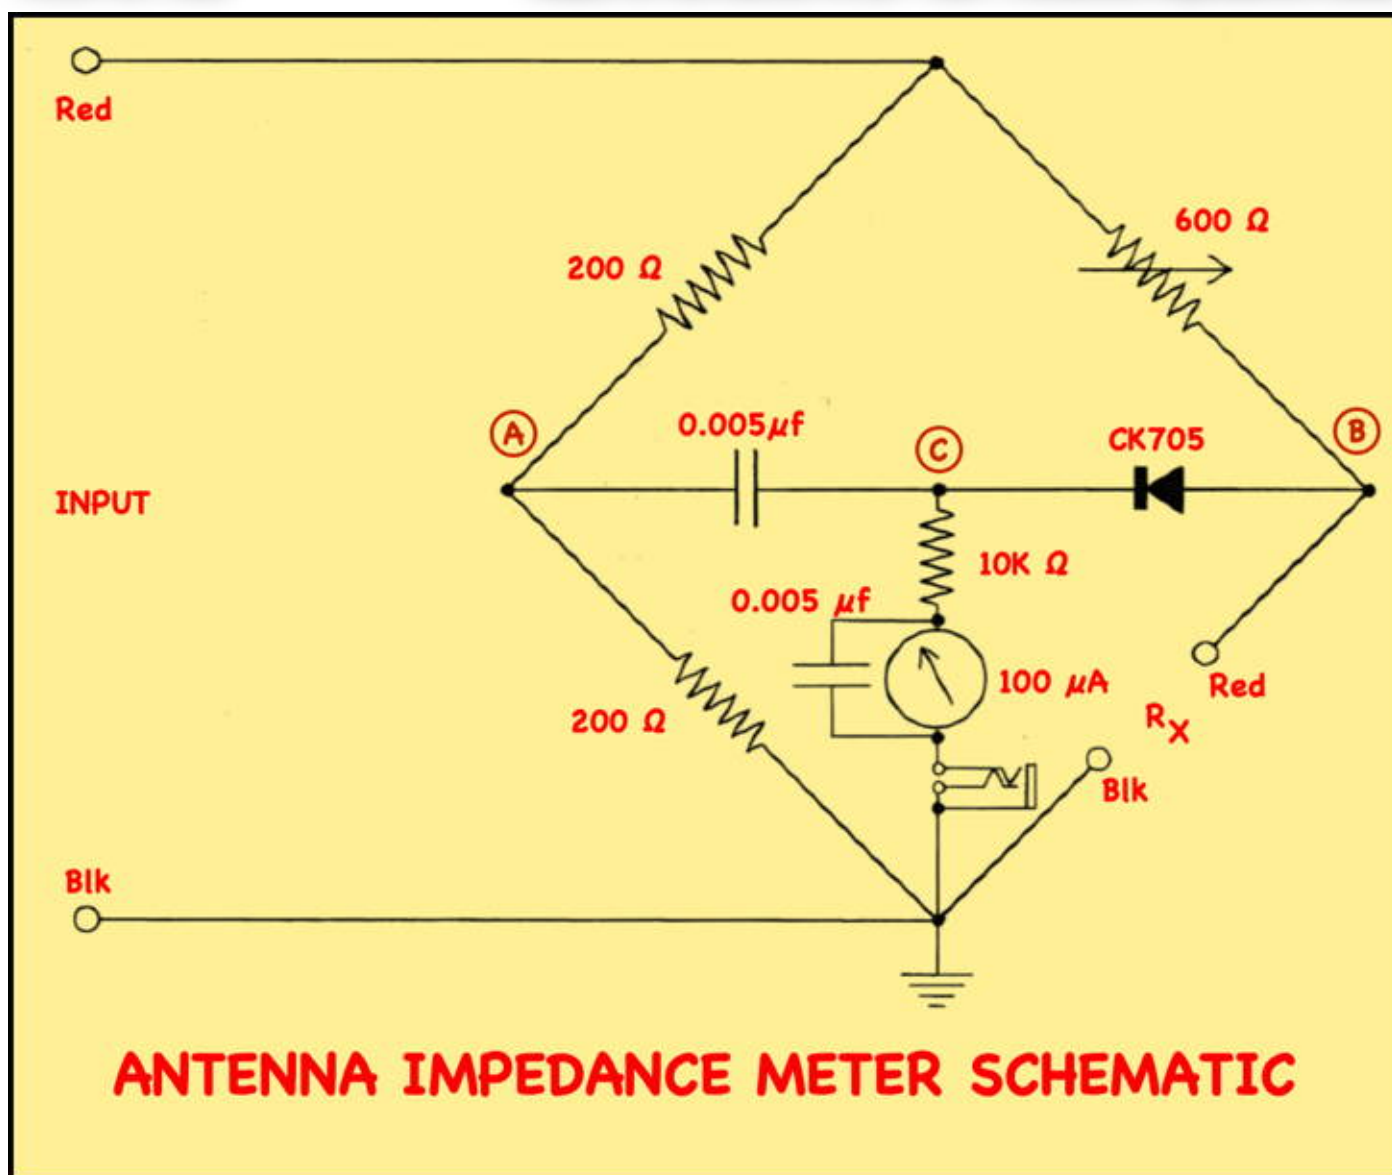 Red
600 Ω
200 Ω
A
0.005μf
C
CK705
B
INPUT
10K Ω
0.005 μf
100 μA
Red
RX
200 Ω
Blk
Blk
ANTENNA IMPEDANCE METER SCHEMATIC